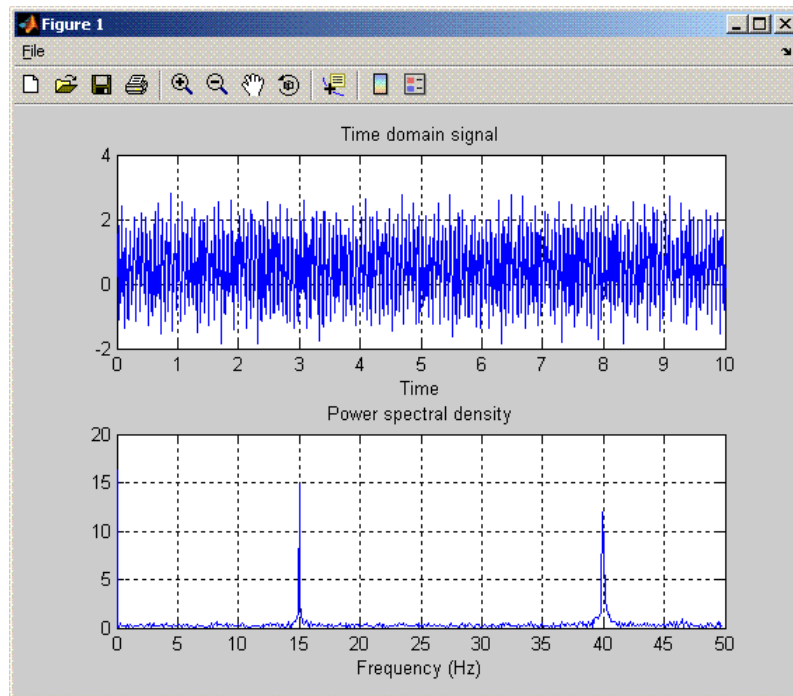 Figure 1
File
Time domain signal
4
2
0
-2
0 1 2 3 4 5 6 7 8 9 10
Time
Power spectral density
20
15
10
5
0
0 5 10 15 20 25 30 35 40 45 50
Frequency (Hz)